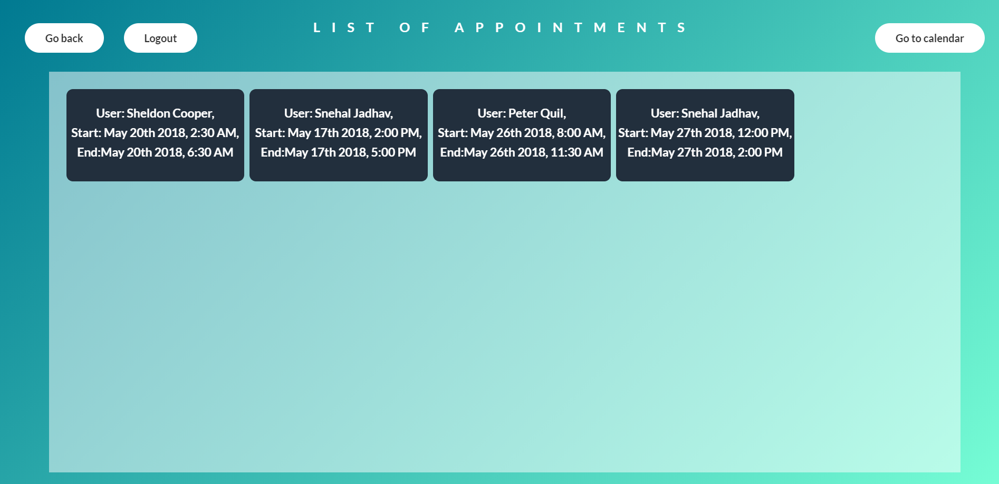 Go back
Logout
LIST OF APPOINTMENTS
Go to calendar
User: Sheldon Cooper,
Start: May 20th 2018, 2:30 AM,
End:May 20th 2018, 6:30 AM
User: Snehal Jadhav,
Start: May 17th 2018, 2:00 PM,
End:May 17th 2018, 5:00 PM
User: Peter Quil,
Start: May 26th 2018, 8:00 AM,
End:May 26th 2018, 11:30 AM
User: Snehal Jadhav,
Start: May 27th 2018, 12:00 PM,
End:May 27th 2018, 2:00 PM